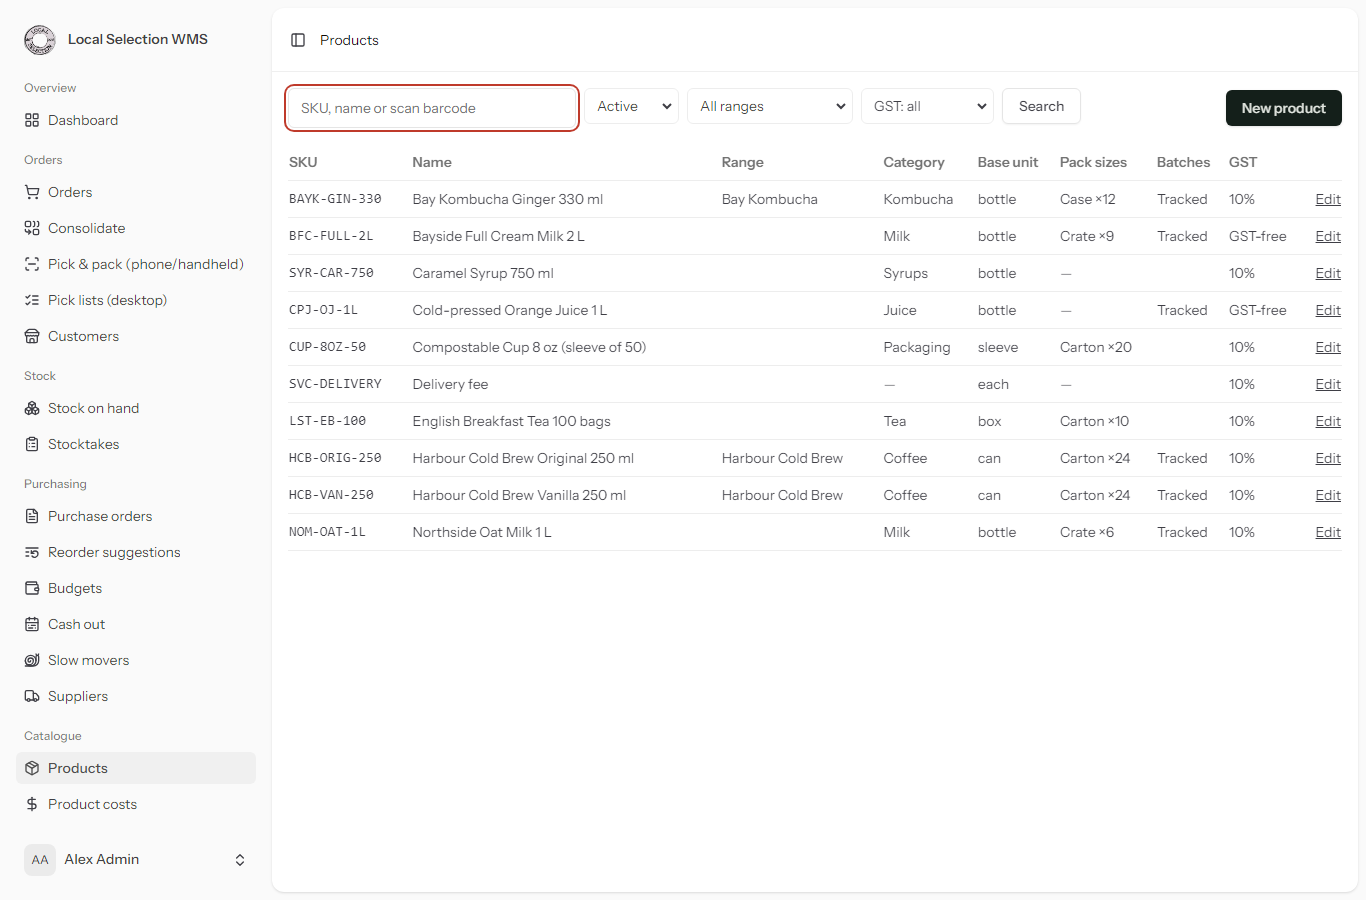 Local Selection WMS
Overview
Dashboard
Orders
Orders
Consolidate
Pick & pack (phone/handheld)
Pick lists (desktop)
Customers
Stock
Stock on hand
Stocktakes
Purchasing
Purchase orders
Reorder suggestions
Budgets
Cash out
Slow movers
Suppliers
Catalogue
Products
Product costs
AA Alex Admin
Products
SKU, name or scan barcode Active All ranges GST: all Search New product
SKU Name Range Category Base unit Pack sizes Batches GST
BAYK-GIN-330 Bay Kombucha Ginger 330 ml Bay Kombucha Kombucha bottle Case ×12 Tracked 10% Edit
BFC-FULL-2L Bayside Full Cream Milk 2 L Milk bottle Crate ×9 Tracked GST-free Edit
SYR-CAR-750 Caramel Syrup 750 ml Syrups bottle — 10% Edit
CPJ-OJ-1L Cold-pressed Orange Juice 1 L Juice bottle — Tracked GST-free Edit
CUP-8OZ-50 Compostable Cup 8 oz (sleeve of 50) Packaging sleeve Carton ×20 10% Edit
SVC-DELIVERY Delivery fee — each — 10% Edit
LST-EB-100 English Breakfast Tea 100 bags Tea box Carton ×10 10% Edit
HCB-ORIG-250 Harbour Cold Brew Original 250 ml Harbour Cold Brew Coffee can Carton ×24 Tracked 10% Edit
HCB-VAN-250 Harbour Cold Brew Vanilla 250 ml Harbour Cold Brew Coffee can Carton ×24 Tracked 10% Edit
NOM-OAT-1L Northside Oat Milk 1 L Milk bottle Crate ×6 Tracked 10% Edit